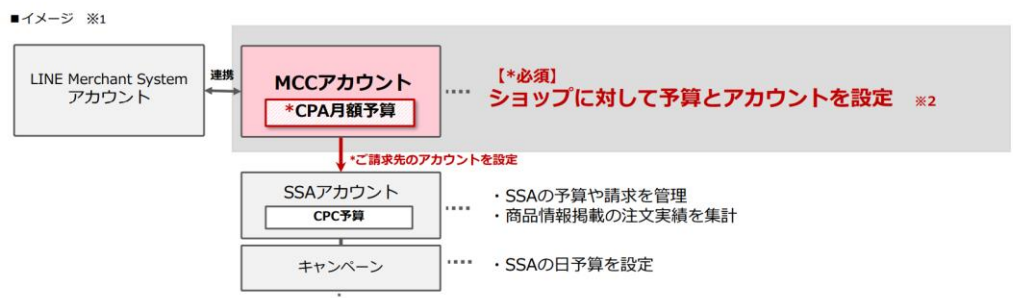 ■イメージ　※1
LINE Merchant System
アカウント
連携
MCCアカウント
*CPA月額予算
【*必須】
ショップに対して予算とアカウントを設定　※2
*ご請求先のアカウントを設定
SSAアカウント
CPC予算
・SSAの予算や請求を管理
・商品情報掲載の注文実績を集計
キャンペーン
・SSAの日予算を設定